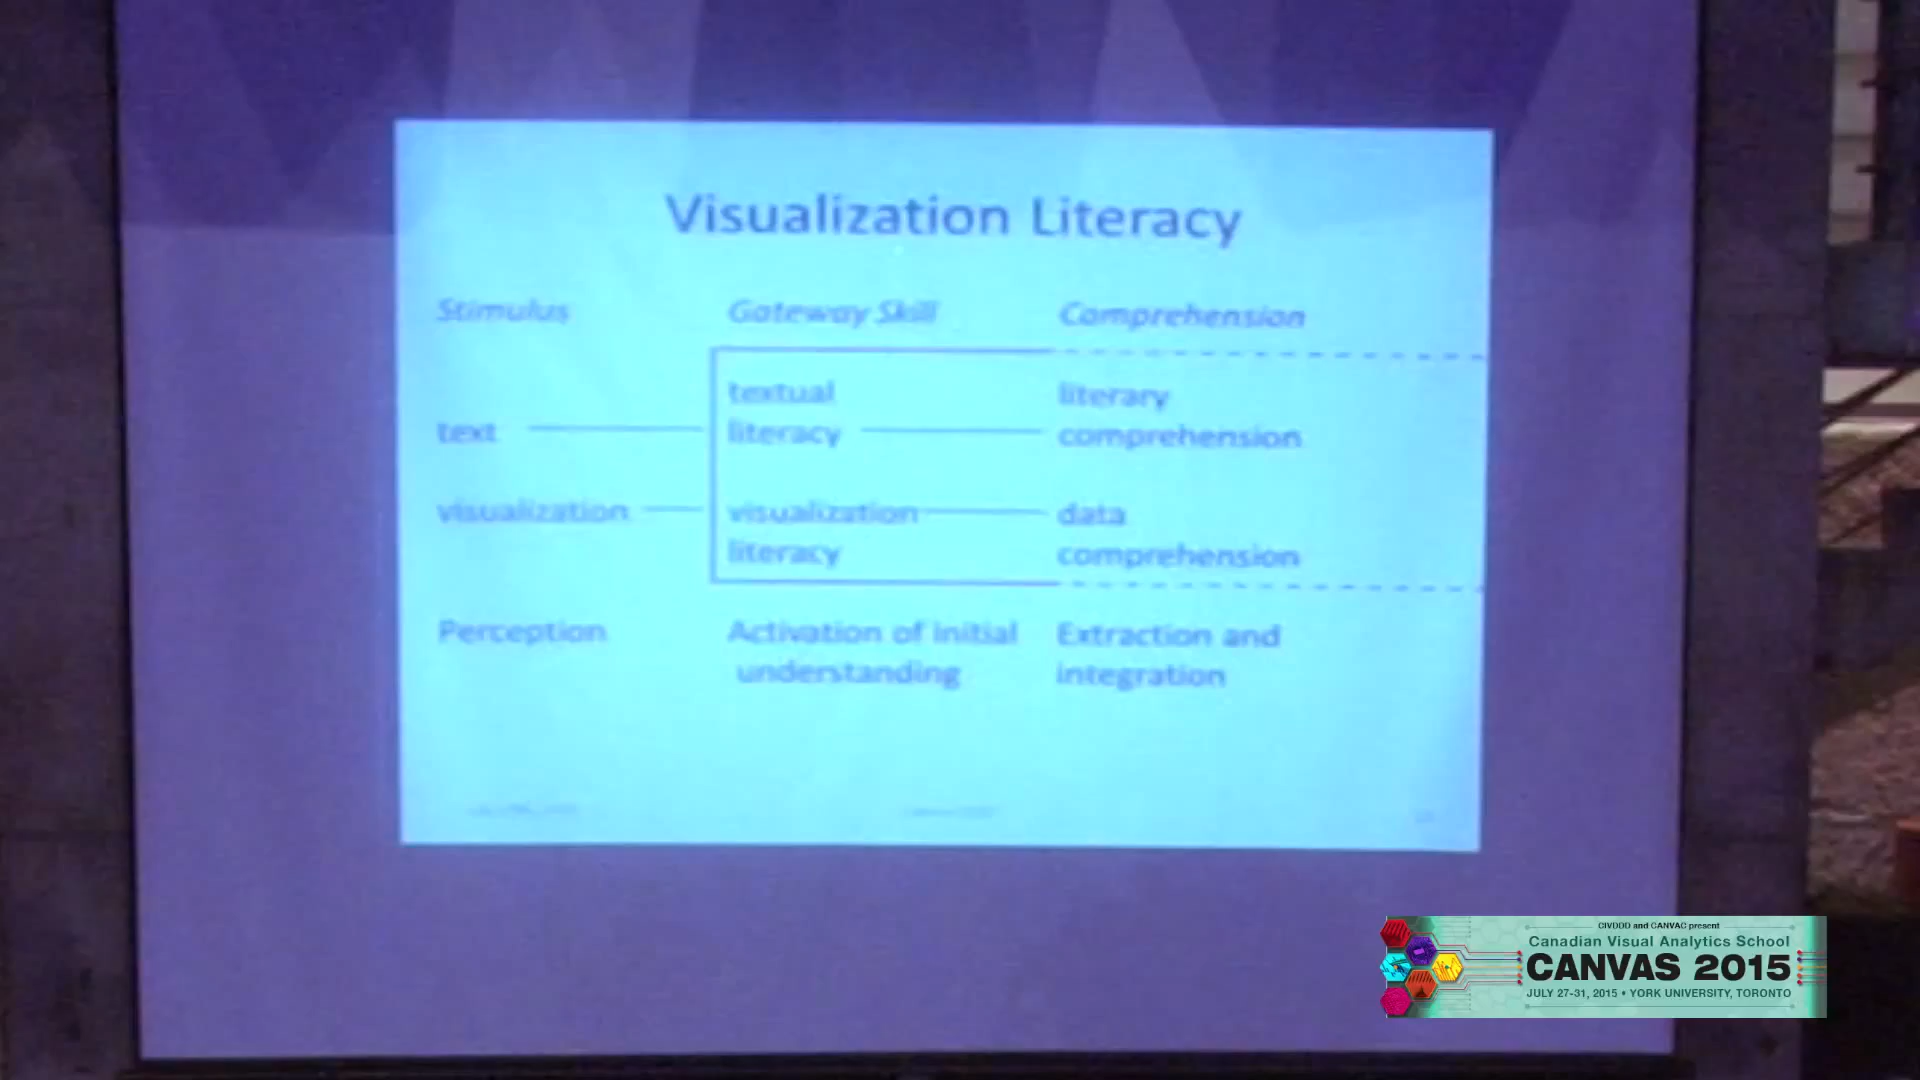 Visualization Literacy
Stimulus Gateway Skill Comprehension
textual literary
text literacy comprehension
visualization visualization data
literacy comprehension
Perception Activation of initial Extraction and
understanding integration
CIVDDD and CANVAC present
Canadian Visual Analytics School
CANVAS 2015
JULY 27-31, 2015 • YORK UNIVERSITY, TORONTO